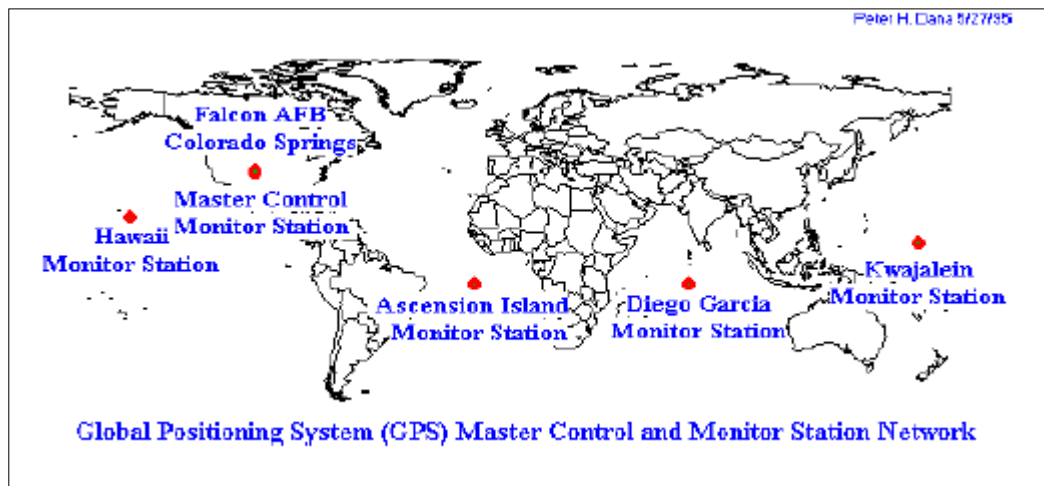 Peter H. Dana 5/27/95
Falcon AFB
Colorado Springs
Master Control
Monitor Station
Hawaii
Monitor Station
Ascension Island
Monitor Station
Diego Garcia
Monitor Station
Kwajalein
Monitor Station
Global Positioning System (GPS) Master Control and Monitor Station Network